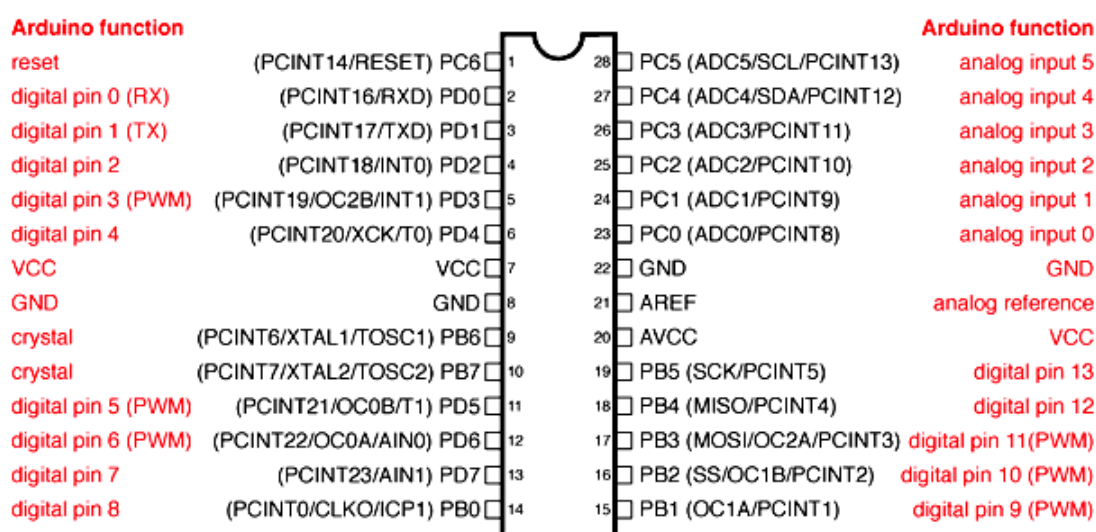 Arduino function Arduino function
reset (PCINT14/RESET) PC6 1 28 PC5 (ADC5/SCL/PCINT13) analog input 5
digital pin 0 (RX) (PCINT16/RXD) PD0 2 27 PC4 (ADC4/SDA/PCINT12) analog input 4
digital pin 1 (TX) (PCINT17/TXD) PD1 3 26 PC3 (ADC3/PCINT11) analog input 3
digital pin 2 (PCINT18/INT0) PD2 4 25 PC2 (ADC2/PCINT10) analog input 2
digital pin 3 (PWM) (PCINT19/OC2B/INT1) PD3 5 24 PC1 (ADC1/PCINT9) analog input 1
digital pin 4 (PCINT20/XCK/T0) PD4 6 23 PC0 (ADC0/PCINT8) analog input 0
VCC VCC 7 22 GND GND
GND GND 8 21 AREF analog reference
crystal (PCINT6/XTAL1/TOSC1) PB6 9 20 AVCC VCC
crystal (PCINT7/XTAL2/TOSC2) PB7 10 19 PB5 (SCK/PCINT5) digital pin 13
digital pin 5 (PWM) (PCINT21/OC0B/T1) PD5 11 18 PB4 (MISO/PCINT4) digital pin 12
digital pin 6 (PWM) (PCINT22/OC0A/AIN0) PD6 12 17 PB3 (MOSI/OC2A/PCINT3) digital pin 11(PWM)
digital pin 7 (PCINT23/AIN1) PD7 13 16 PB2 (SS/OC1B/PCINT2) digital pin 10 (PWM)
digital pin 8 (PCINT0/CLKO/ICP1) PB0 14 15 PB1 (OC1A/PCINT1) digital pin 9 (PWM)